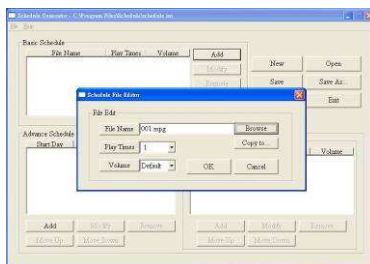 Schedule Generator - C:\Program Files\Schedule\schedule.ini
File Edit
Basic Schedule
File Name Play Times Volume
Add
Modify
Remove
New Open
Save Save As...
Exit
Schedule File Editor
File Edit
File Name 001.mpg Browse
Play Times 1 Copy to...
Volume Default OK Cancel
Advance Schedule
Start Day
Volume
Add Modify Remove
Move Up Move Down
Add Modify Remove
Move Up Move Down